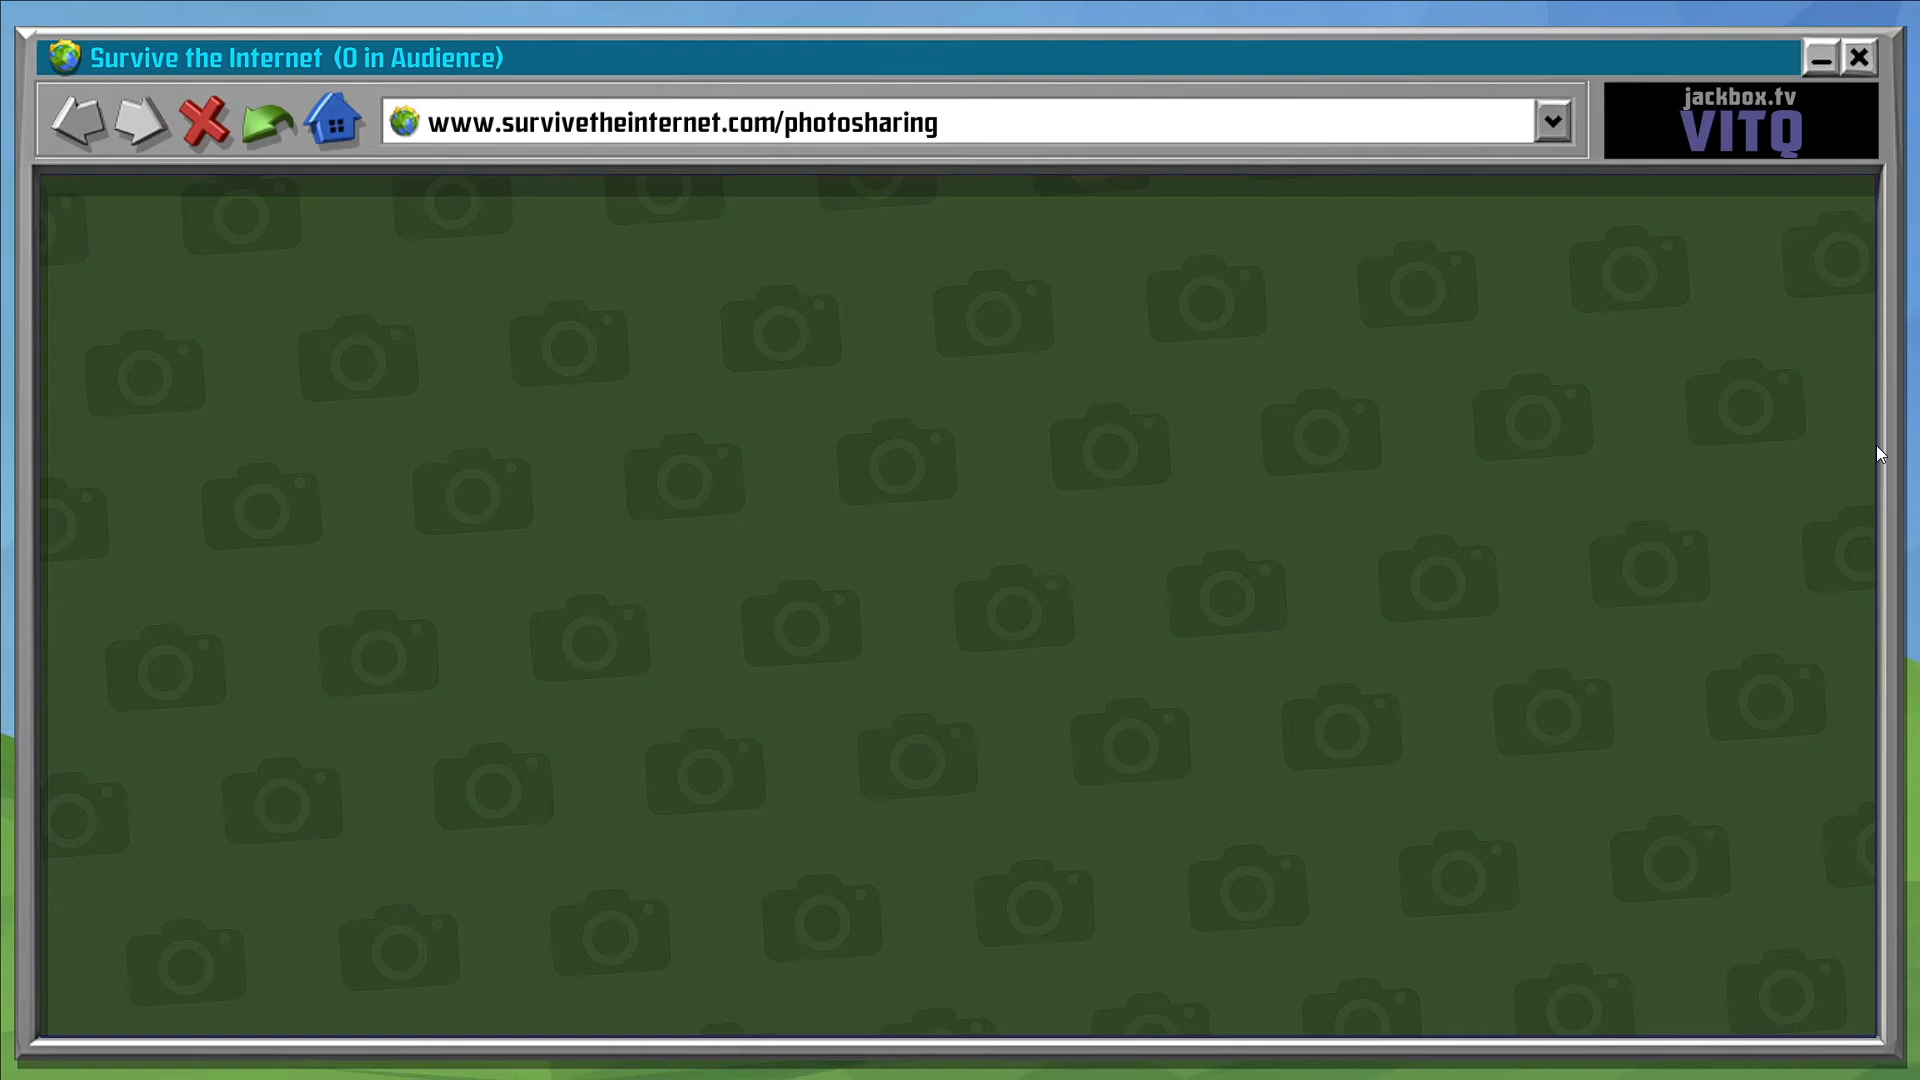 Survive the Internet (0 in Audience)
www.survivetheinternet.com/photosharing
jackbox.tv
VITQ